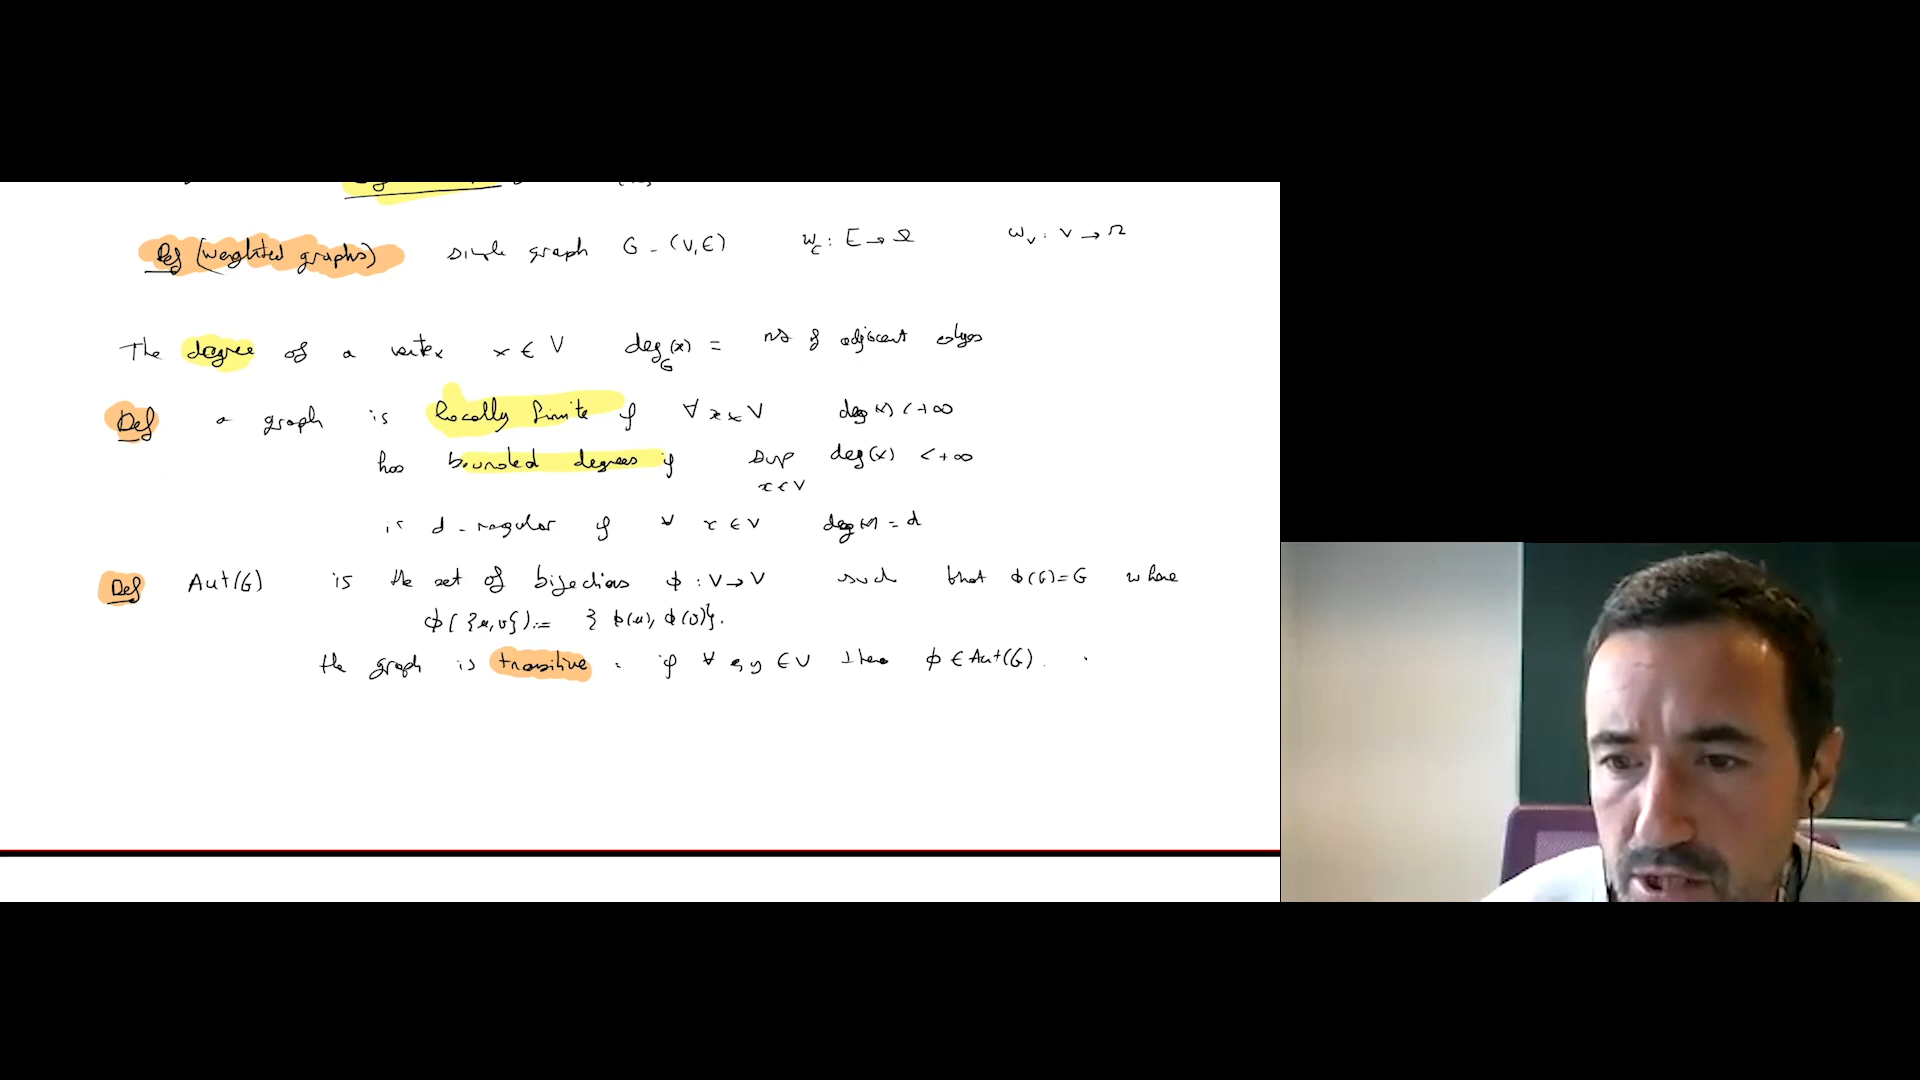 Def (weighted graphs) simple graph G = (V,E) w_E : E → Ω w_V : V → Ω
The degree of a vertex x ∈ V deg_G(x) = nb of adjacent edges
Def a graph is locally finite if ∀ x ∈ V deg(x) < +∞
has bounded degrees if sup deg(x) < +∞
x ∈ V
is d-regular if ∀ x ∈ V deg(x) = d
Def Aut(G) is the set of bijections φ : V → V such that φ(G) = G where
φ({u,v}) := {φ(u), φ(v)}.
the graph is transitive : if ∀ x,y ∈ V there φ ∈ Aut(G).